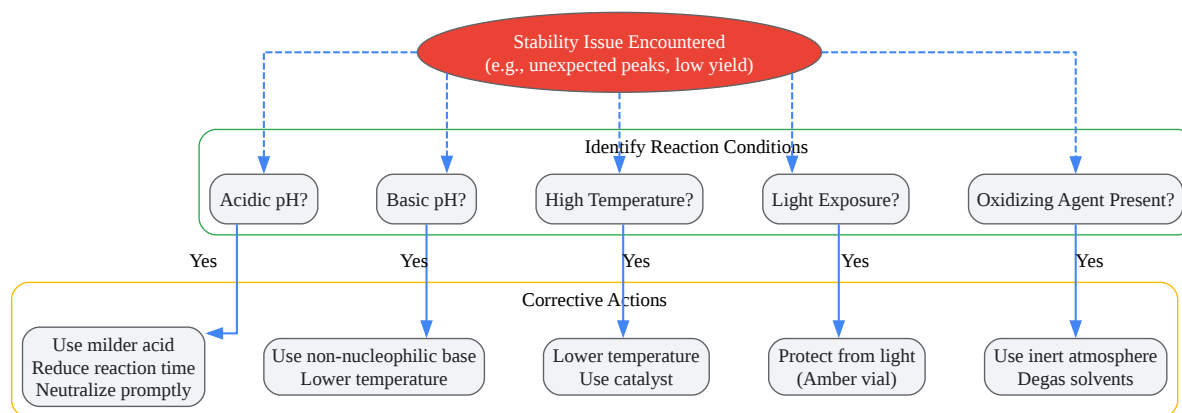 Stability Issue Encountered
(e.g., unexpected peaks, low yield)
Identify Reaction Conditions
Acidic pH?
Basic pH?
High Temperature?
Light Exposure?
Oxidizing Agent Present?
Yes
Yes
Yes
Yes
Yes
Corrective Actions
Use milder acid
Reduce reaction time
Neutralize promptly
Use non-nucleophilic base
Lower temperature
Lower temperature
Use catalyst
Protect from light
(Amber vial)
Use inert atmosphere
Degas solvents